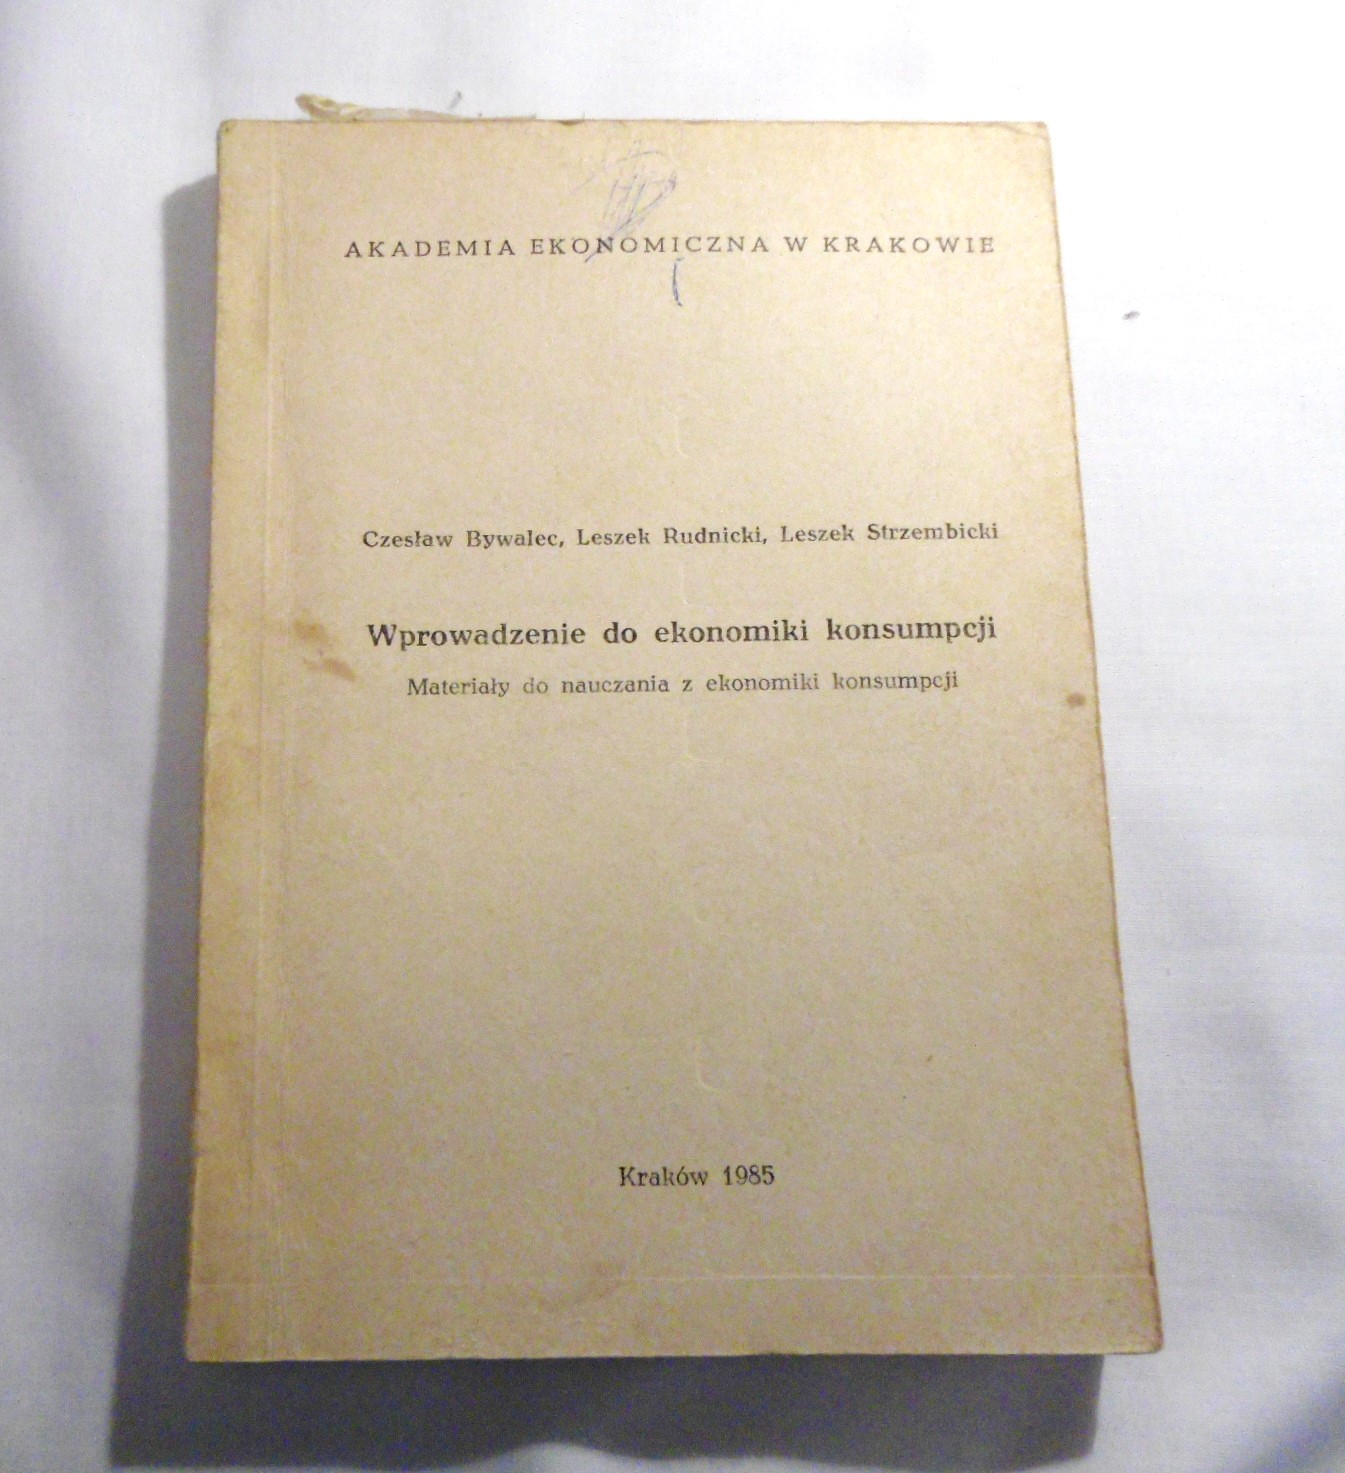 AKADEMIA EKONOMICZNA W KRAKOWIE
Czesław Bywalec, Leszek Rudnicki, Leszek Strzembicki
Wprowadzenie do ekonomiki konsumpcji
Materiały do nauczania z ekonomiki konsumpcji
Kraków 1985